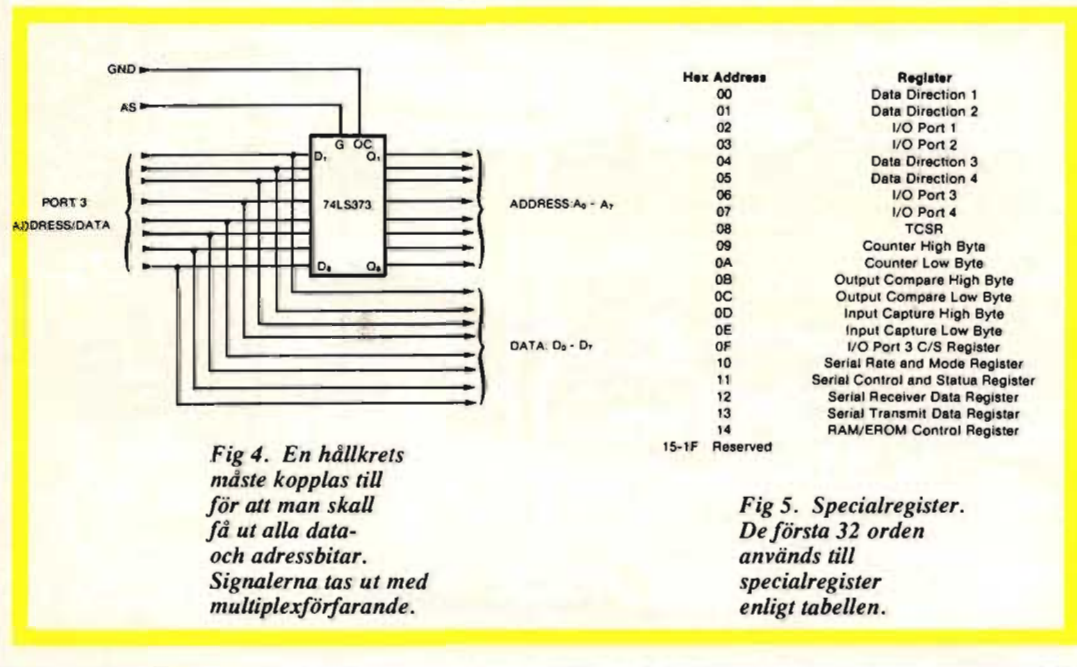 GND
AS
G OC
D₁ Q₁
PORT 3
ADDRESS/DATA
74LS373
ADDRESS: A₀ - A₇
D₈ Q₈
DATA: D₀ - D₇
Fig 4. En hållkrets
måste kopplas till
för att man skall
få ut alla data-
och adressbitar.
Signalerna tas ut med
multiplexförfarande.
Hex Address Register
00 Data Direction 1
01 Data Direction 2
02 I/O Port 1
03 I/O Port 2
04 Data Direction 3
05 Data Direction 4
06 I/O Port 3
07 I/O Port 4
08 TCSR
09 Counter High Byte
0A Counter Low Byte
0B Output Compare High Byte
0C Output Compare Low Byte
0D Input Capture High Byte
0E Input Capture Low Byte
0F I/O Port 3 C/S Register
10 Serial Rate and Mode Register
11 Serial Control and Status Register
12 Serial Receiver Data Register
13 Serial Transmit Data Register
14 RAM/EROM Control Register
15-1F Reserved
Fig 5. Specialregister.
De första 32 orden
används till
specialregister
enligt tabellen.